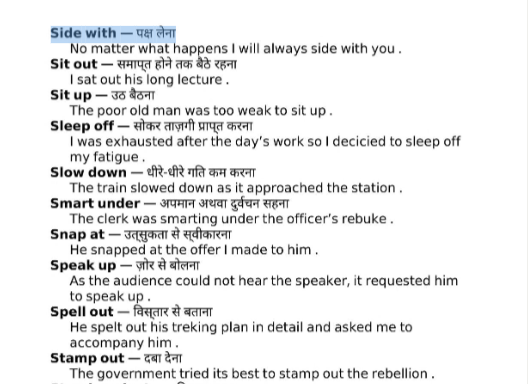 Side with — पक्ष लेना
No matter what happens I will always side with you .
Sit out — समाप्त होने तक बैठे रहना
I sat out his long lecture .
Sit up — उठ बैठना
The poor old man was too weak to sit up .
Sleep off — सोकर ताज़गी प्राप्त करना
I was exhausted after the day’s work so I decicied to sleep off
my fatigue .
Slow down — धीरे-धीरे गति कम करना
The train slowed down as it approached the station .
Smart under — अपमान अथवा दुर्वचन सहना
The clerk was smarting under the officer’s rebuke .
Snap at — उत्सुकता से स्वीकारना
He snapped at the offer I made to him .
Speak up — ज़ोर से बोलना
As the audience could not hear the speaker, it requested him
to speak up .
Spell out — विस्तार से बताना
He spelt out his treking plan in detail and asked me to
accompany him .
Stamp out — दबा देना
The government tried its best to stamp out the rebellion .